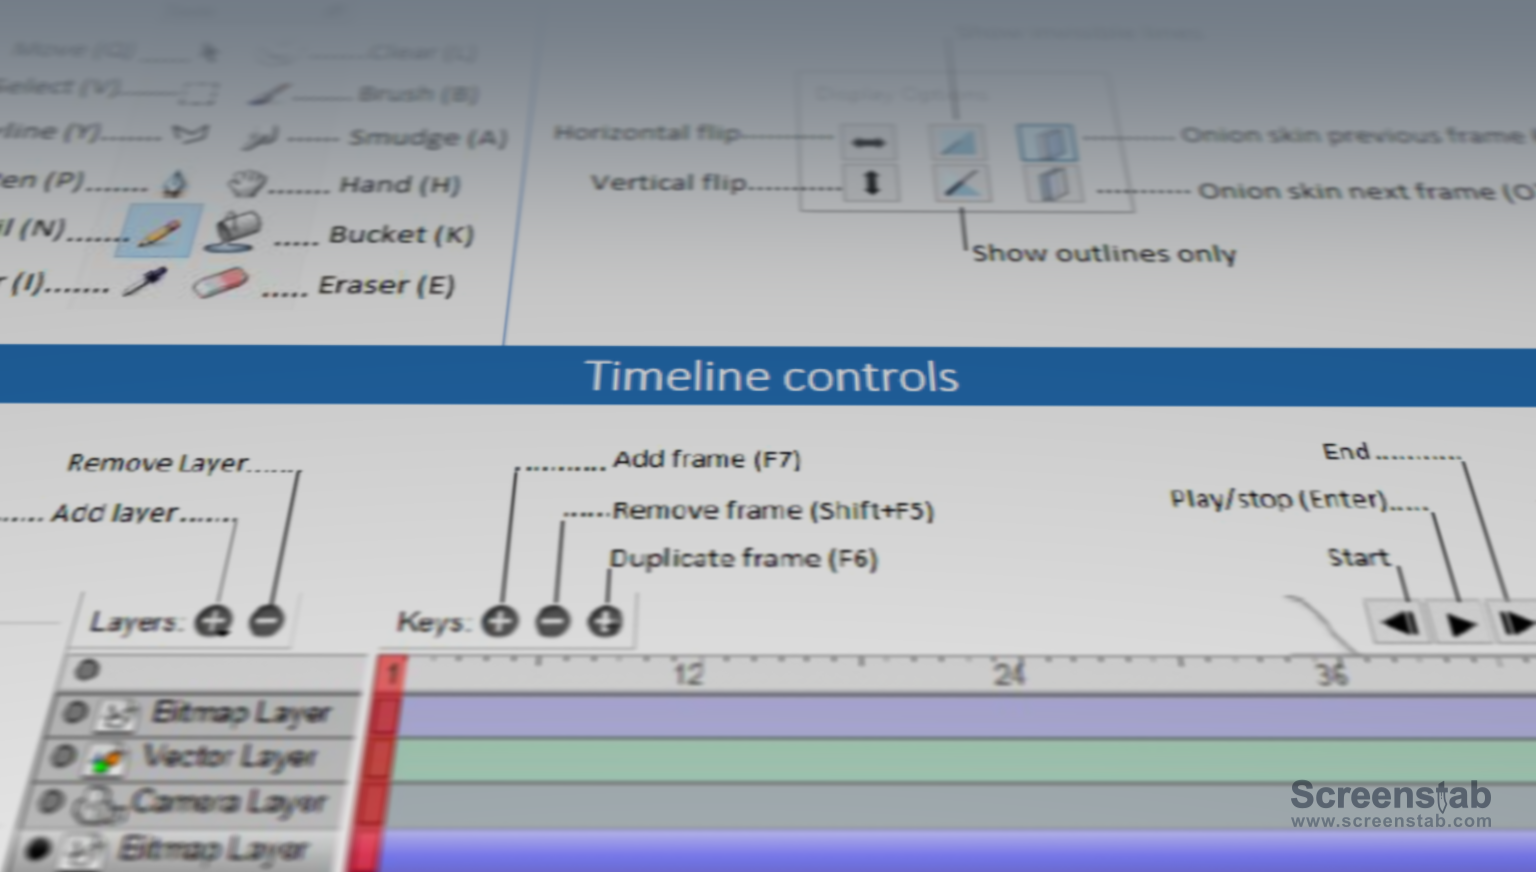 Move (Q)
Clear (L)
Select (V)
Brush (B)
line (Y)
Smudge (A)
en (P)
Hand (H)
l (N)
Bucket (K)
r (I)
Eraser (E)
Display Options
Horizontal flip
Onion skin previous frame
Vertical flip
Onion skin next frame (O
Show outlines only
Timeline controls
Remove Layer
Add layer
Add frame (F7)
Remove frame (Shift+F5)
Duplicate frame (F6)
End
Play/stop (Enter)
Start
Layers:
Keys:
1 12 24 36
Bitmap Layer
Vector Layer
Camera Layer
Bitmap Layer
Screenstab
www.screenstab.com